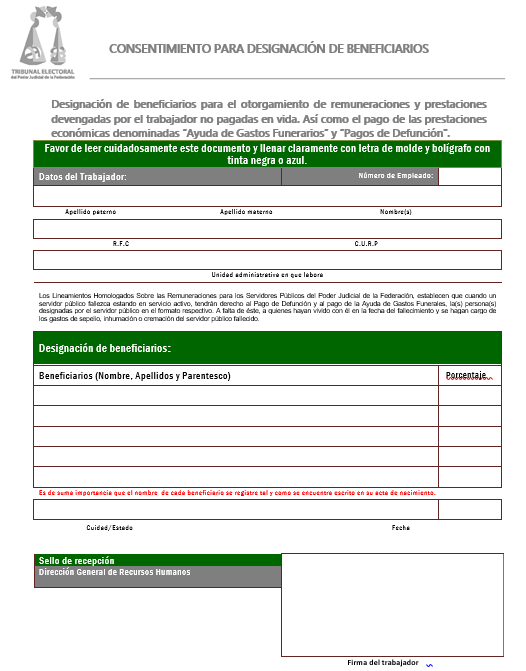 TRIBUNAL ELECTORAL
del Poder Judicial de la Federación
CONSENTIMIENTO PARA DESIGNACIÓN DE BENEFICIARIOS
Designación de beneficiarios para el otorgamiento de remuneraciones y prestaciones
devengadas por el trabajador no pagadas en vida. Así como el pago de las prestaciones
económicas denominadas "Ayuda de Gastos Funerarios" y "Pagos de Defunción".
Favor de leer cuidadosamente este documento y llenar claramente con letra de molde y bolígrafo con
tinta negra o azul.
Datos del Trabajador:
Número de Empleado:
Apellido paterno Apellido materno Nombre(s)
R.F.C C.U.R.P
Unidad administrativa en que labore
Los Lineamientos Homologados Sobre las Remuneraciones para los Servidores Públicos del Poder Judicial de la Federación, establecen que cuando un
servidor público fallezca estando en servicio activo, tendrán derecho al Pago de Defunción y al pago de la Ayuda de Gastos Funerales, la(s) persona(s)
designadas por el servidor público en el formato respectivo. A falta de éste, a quienes hayan vivido con él en la fecha del fallecimiento y se hagan cargo de
los gastos de sepelio, inhumación o cremación del servidor público fallecido.
Designación de beneficiarios:
Beneficiarios (Nombre, Apellidos y Parentesco) Porcentaje
Es de suma importancia que el nombre de cada beneficiario se registre tal y como se encuentra escrito en su acta de nacimiento.
Cuidad/Estado Fecha
Sello de recepción
Dirección General de Recursos Humanos
Firma del trabajador